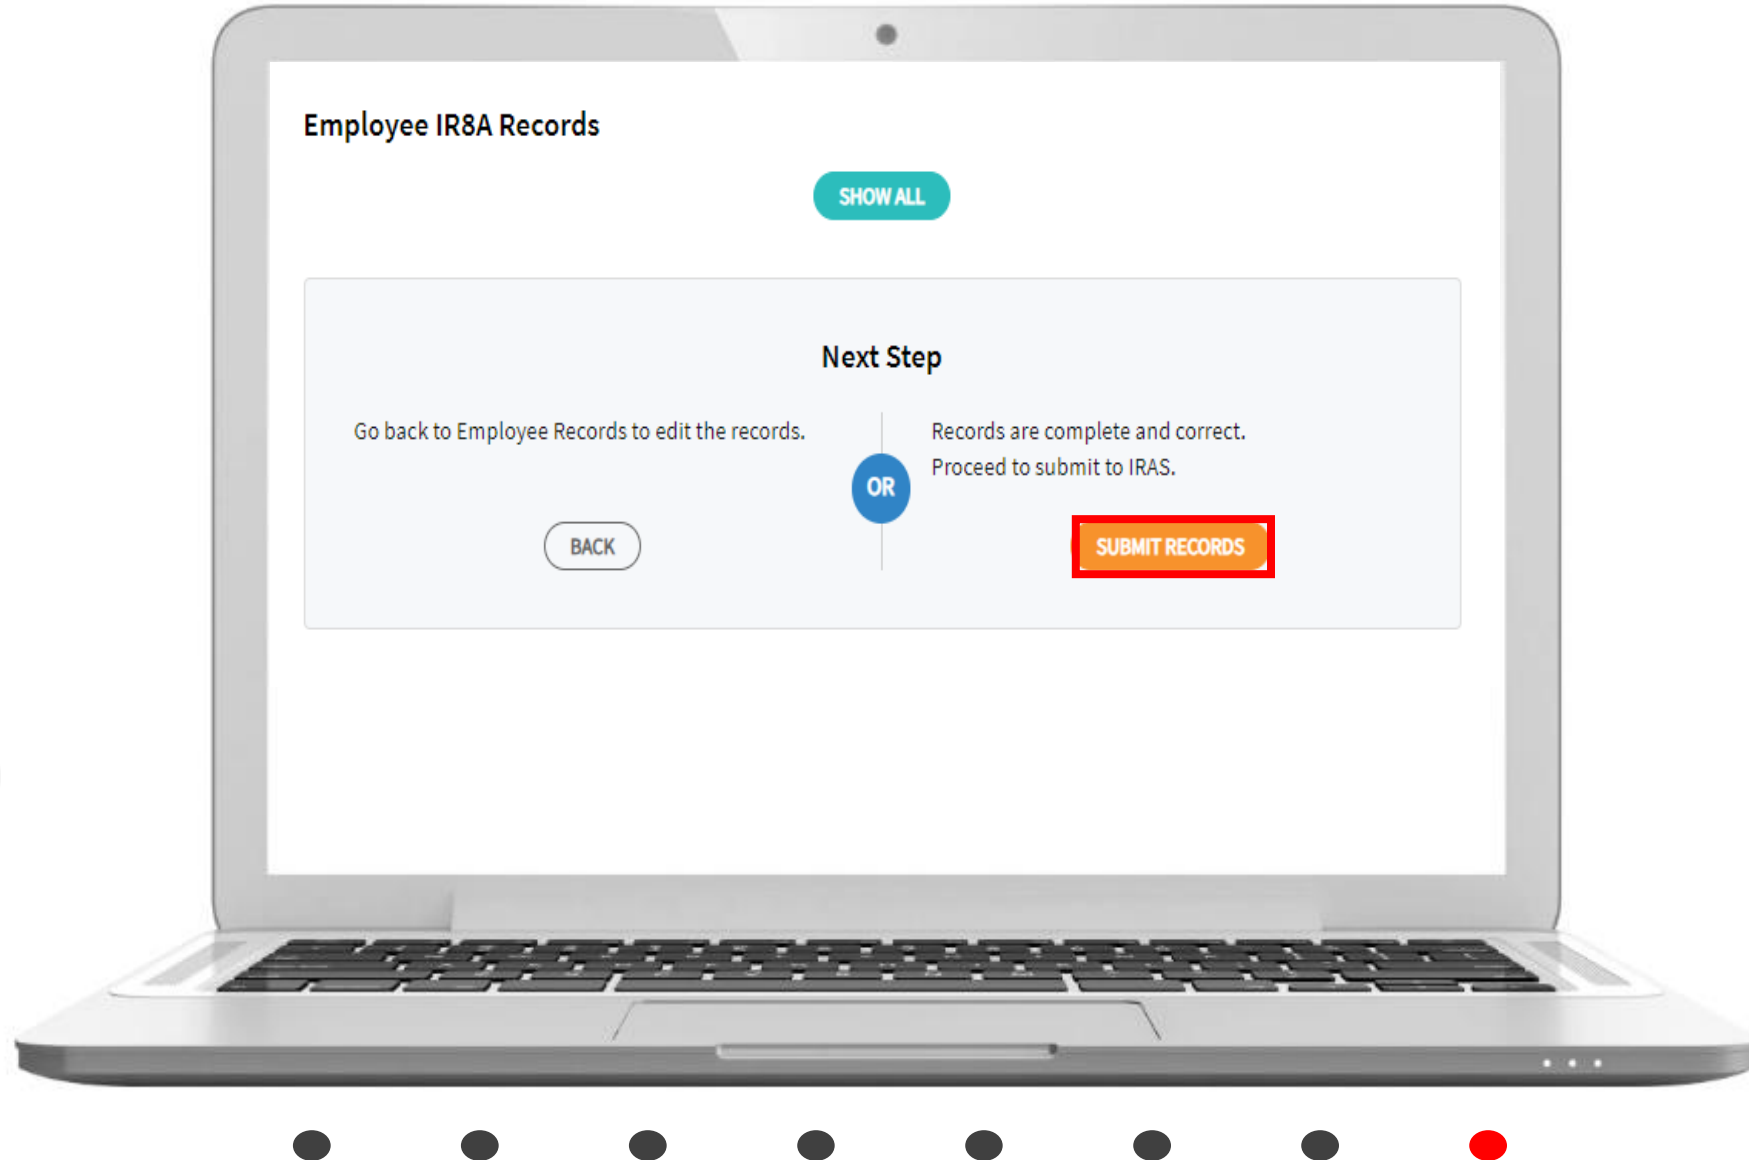 Employee IR8A Records
SHOW ALL
Next Step
Go back to Employee Records to edit the records.
BACK
OR
Records are complete and correct.
Proceed to submit to IRAS.
SUBMIT RECORDS